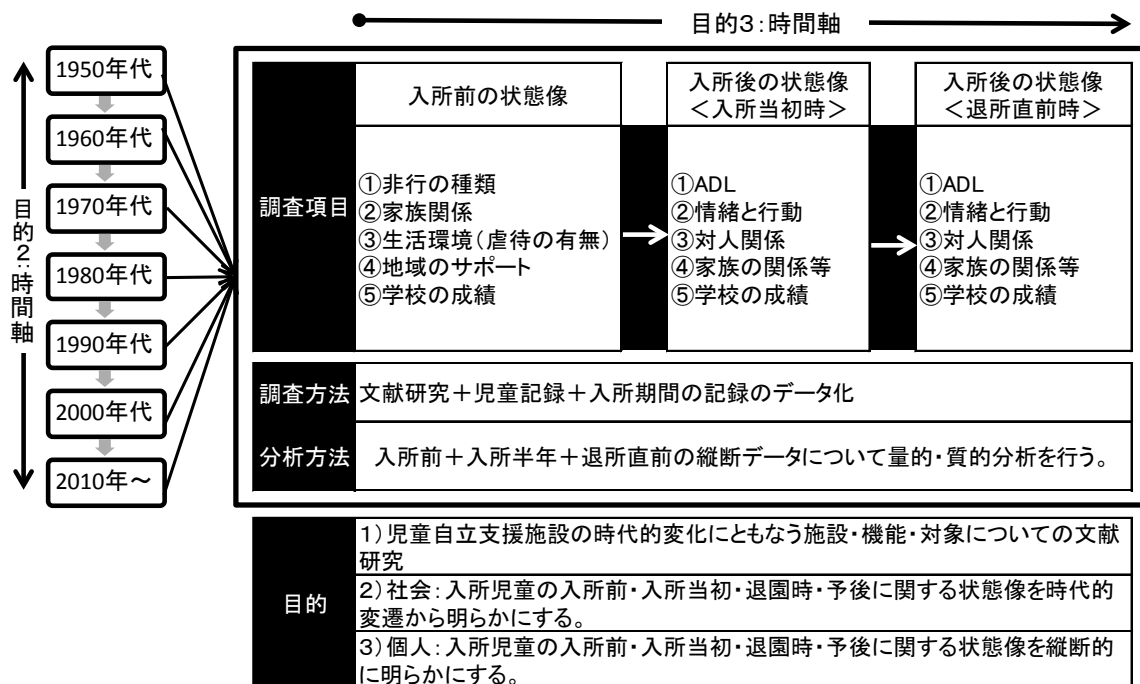 目的3：時間軸
目的2：時間軸
1950年代
1960年代
1970年代
1980年代
1990年代
2000年代
2010年～
調査項目
入所前の状態像
①非行の種類
②家族関係
③生活環境（虐待の有無）
④地域のサポート
⑤学校の成績
入所後の状態像
＜入所当初時＞
①ADL
②情緒と行動
③対人関係
④家族の関係等
⑤学校の成績
入所後の状態像
＜退所直前時＞
①ADL
②情緒と行動
③対人関係
④家族の関係等
⑤学校の成績
調査方法
文献研究＋児童記録＋入所期間の記録のデータ化
分析方法
入所前＋入所半年＋退所直前の縦断データについて量的・質的分析を行う。
目的
1）児童自立支援施設の時代的変化にともなう施設・機能・対象についての文献
研究
2）社会：入所児童の入所前・入所当初・退園時・予後に関する状態像を時代的
変遷から明らかにする。
3）個人：入所児童の入所前・入所当初・退園時・予後に関する状態像を縦断的
に明らかにする。